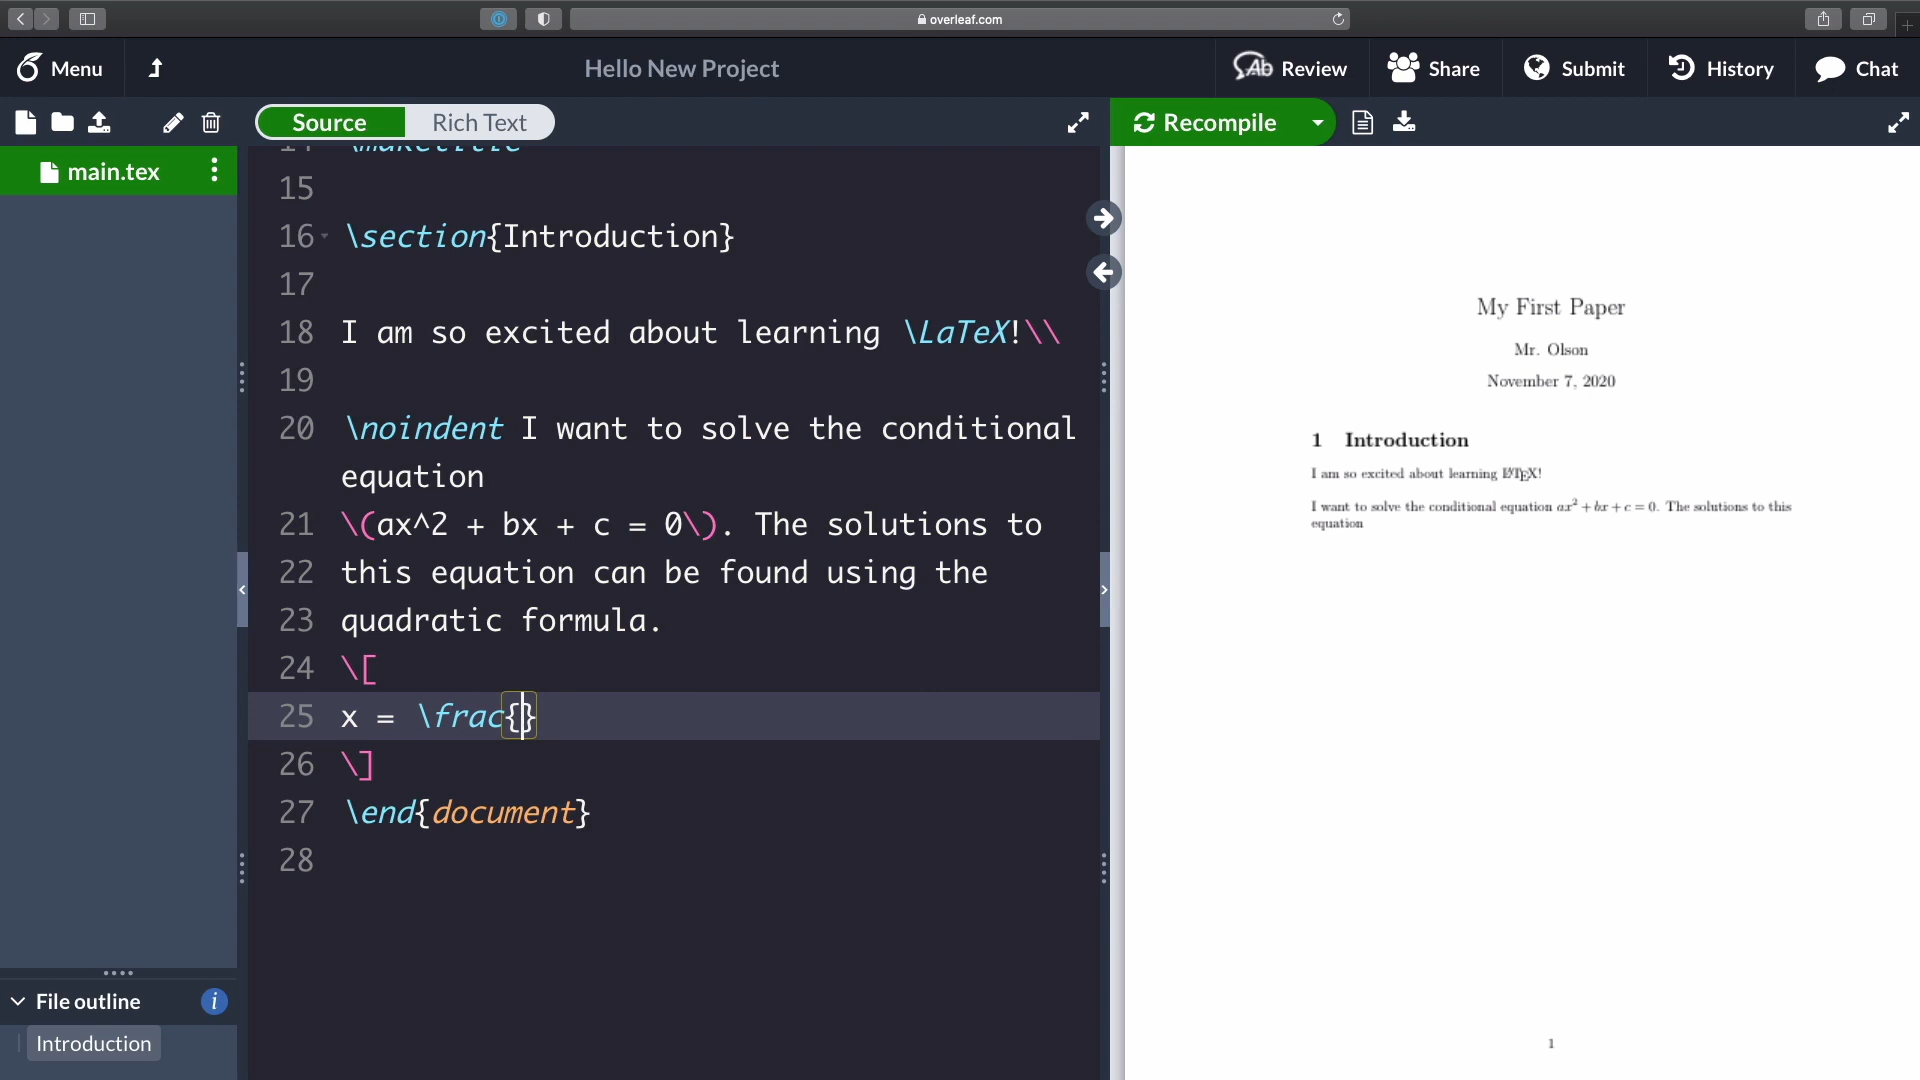 overleaf.com
Menu
Hello New Project
Ab Review
Share
Submit
History
Chat
Source
Rich Text
Recompile
main.tex
14 \maketitle
15
16 \section{Introduction}
17
18 I am so excited about learning \LaTeX!\\
19
20 \noindent I want to solve the conditional
equation
21 \(ax^2 + bx + c = 0\). The solutions to
22 this equation can be found using the
23 quadratic formula.
24 \[
25 x = \frac{}
26 \]
27 \end{document}
28
File outline
i
Introduction
My First Paper
Mr. Olson
November 7, 2020
1 Introduction
I am so excited about learning LATEX!
I want to solve the conditional equation ax² + bx + c = 0. The solutions to this
equation
1